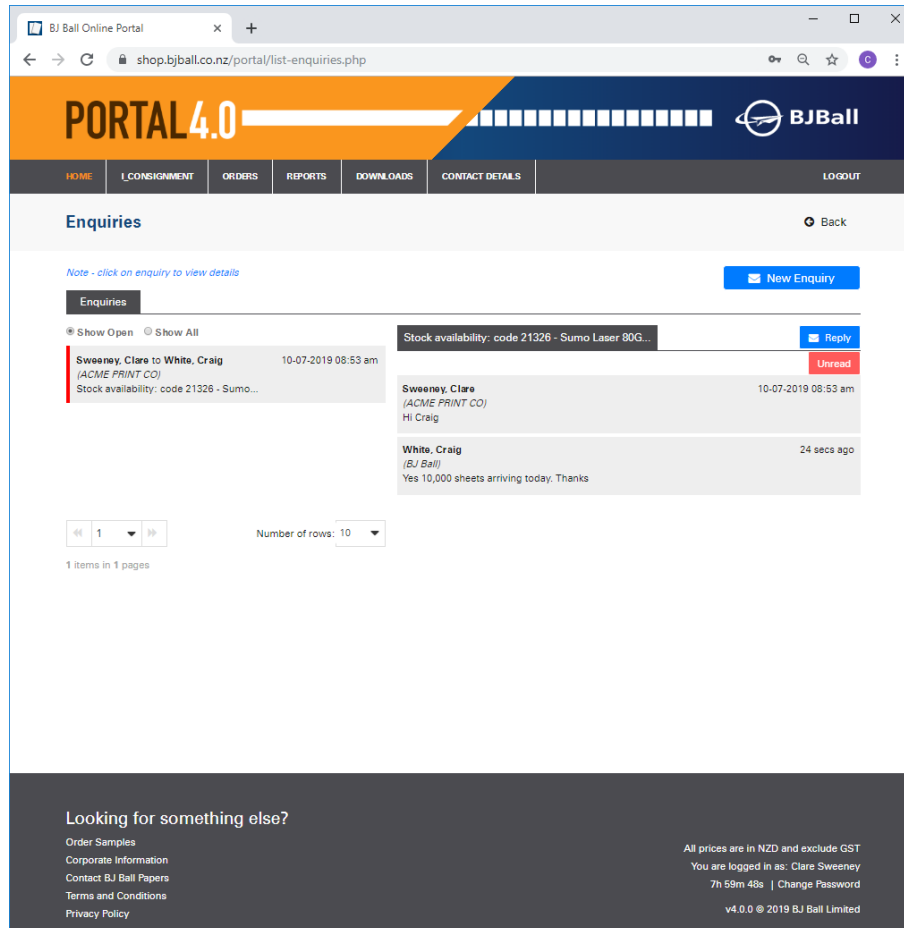 BJ Ball Online Portal
shop.bjball.co.nz/portal/list-enquiries.php
C
PORTAL4.0
BJBall
HOME
I_CONSIGNMENT
ORDERS
REPORTS
DOWNLOADS
CONTACT DETAILS
LOGOUT
Enquiries
Back
Note - click on enquiry to view details
New Enquiry
Enquiries
Show Open Show All
Sweeney, Clare to White, Craig 10-07-2019 08:53 am
(ACME PRINT CO)
Stock availability: code 21326 - Sumo...
Stock availability: code 21326 - Sumo Laser 80G...
Reply
Unread
Sweeney, Clare 10-07-2019 08:53 am
(ACME PRINT CO)
Hi Craig
White, Craig 24 secs ago
(BJ Ball)
Yes 10,000 sheets arriving today. Thanks
1
Number of rows: 10
1 items in 1 pages
Looking for something else?
Order Samples
Corporate Information
Contact BJ Ball Papers
Terms and Conditions
Privacy Policy
All prices are in NZD and exclude GST
You are logged in as: Clare Sweeney
7h 59m 48s | Change Password
v4.0.0 © 2019 BJ Ball Limited